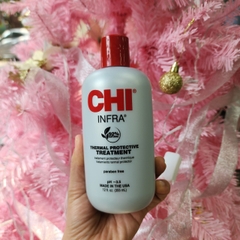 CHI
INFRA
THERMAL PROTECTIVE
TREATMENT
paraben free
MADE IN THE USA